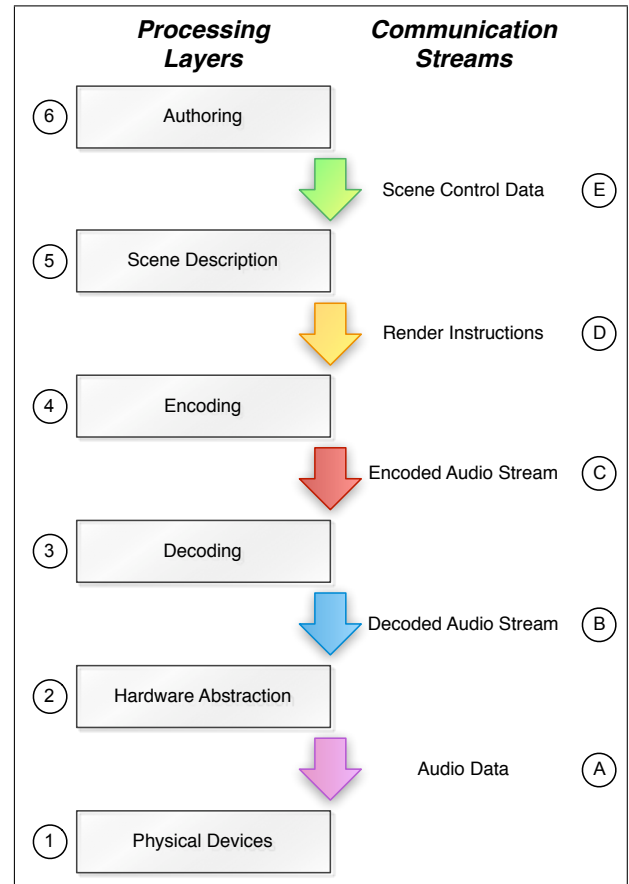 Processing Communication
Layers Streams
6 Authoring
Scene Control Data E
5 Scene Description
Render Instructions D
4 Encoding
Encoded Audio Stream C
3 Decoding
Decoded Audio Stream B
2 Hardware Abstraction
Audio Data A
1 Physical Devices